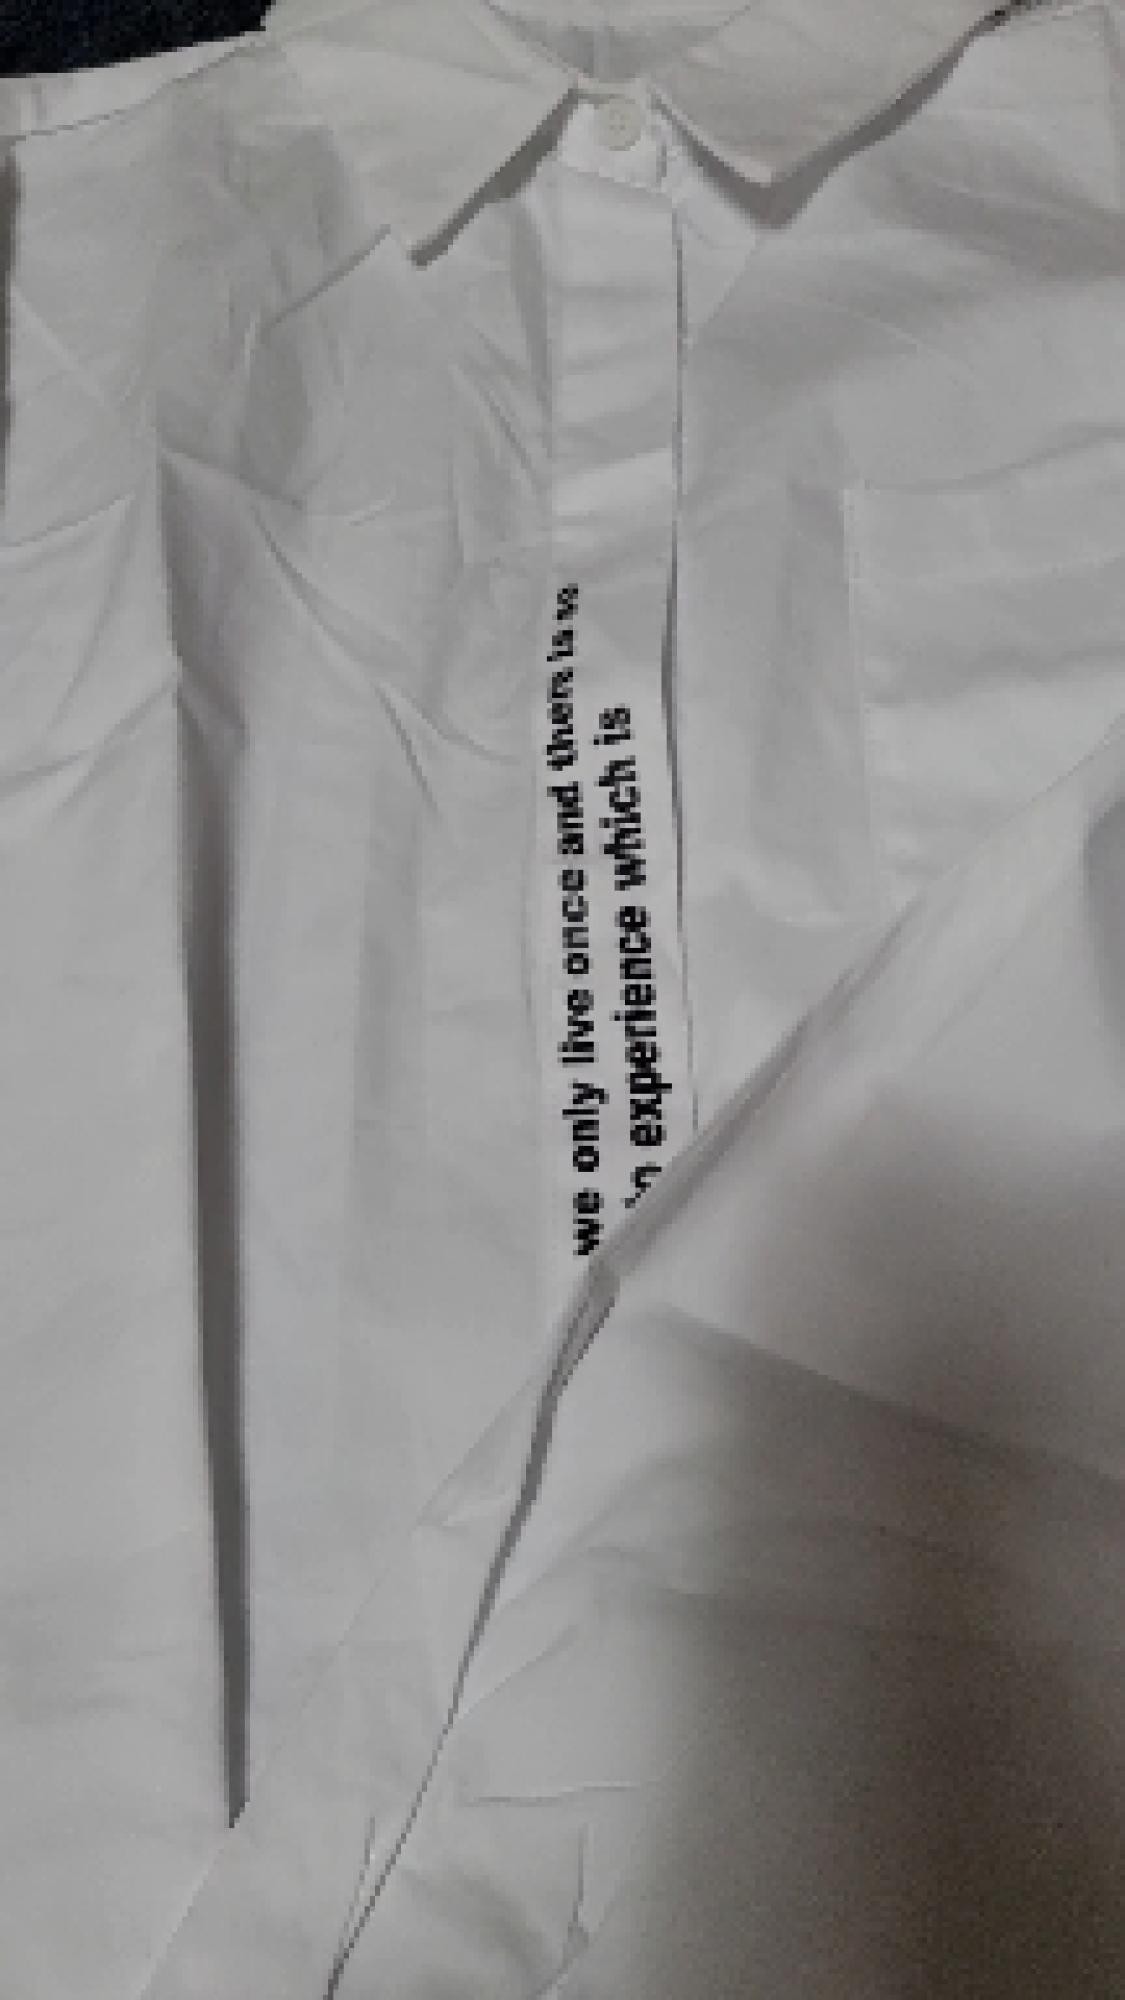 we only live once and there is
experience which is